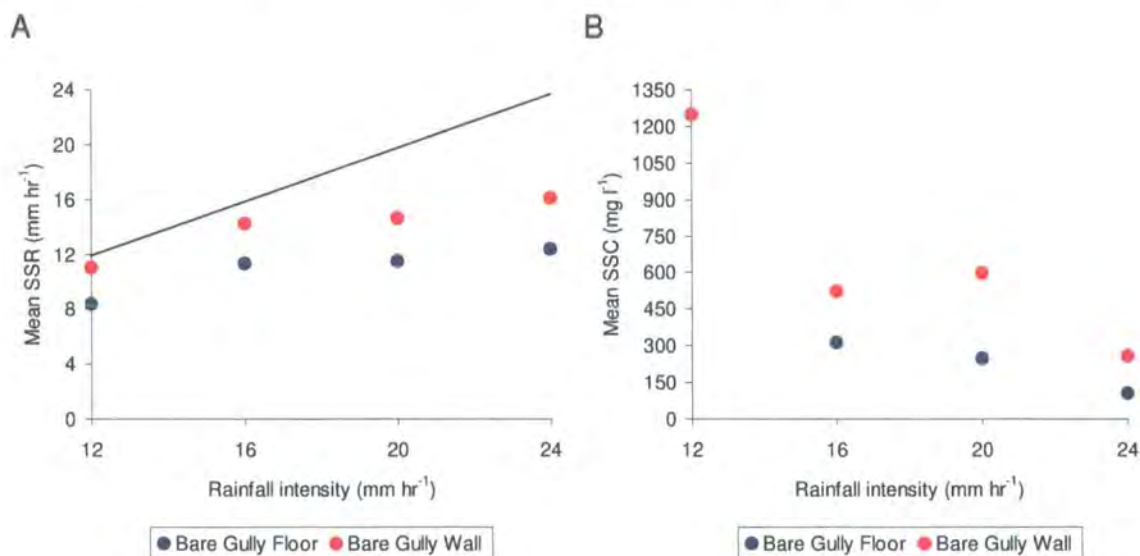 A
24
20
16
12
8
4
0
Mean SSR (mm hr-1)
12 16 20 24
Rainfall intensity (mm hr-1)
Bare Gully Floor Bare Gully Wall
B
1350
1200
1050
900
750
600
450
300
150
0
Mean SSC (mg l-1)
12 16 20 24
Rainfall intensity (mm hr-1)
Bare Gully Floor Bare Gully Wall